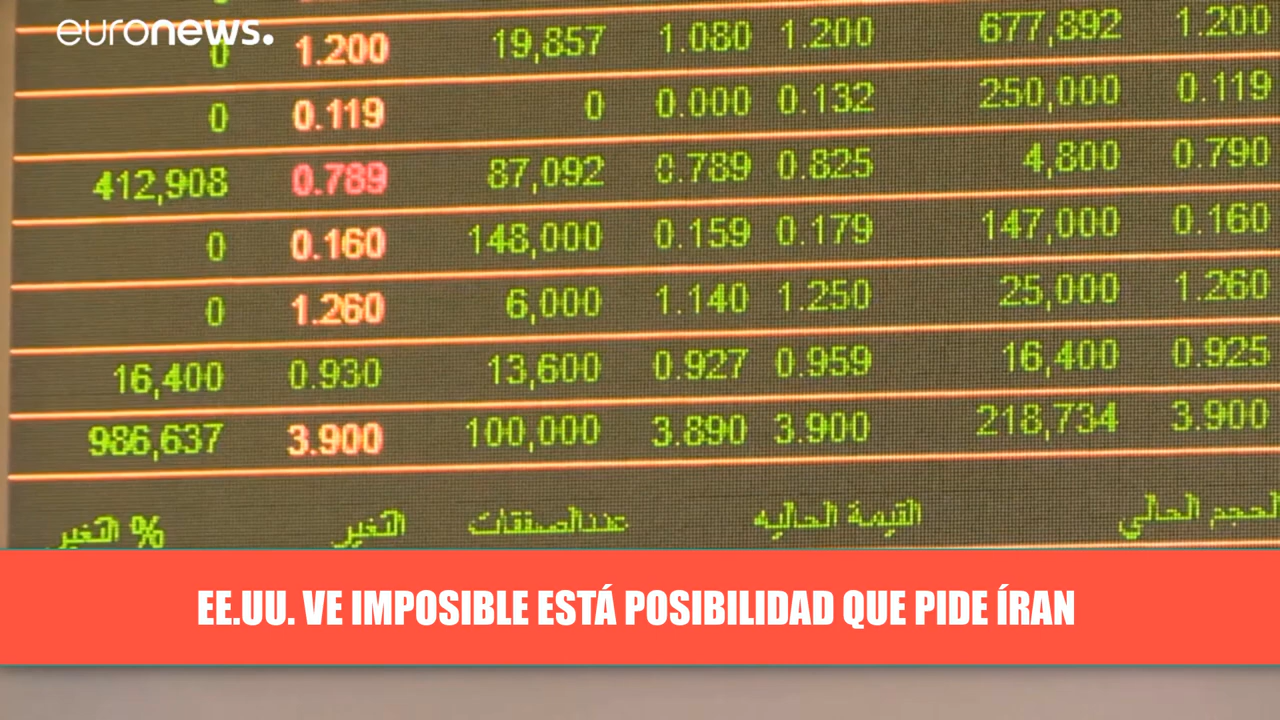 euronews.
0 1.200 19,857 1.080 1.200 677,892 1.200
0 0.119 0 0.000 0.132 250,000 0.119
412,908 0.789 87,092 0.789 0.825 4,800 0.790
0 0.160 148,000 0.159 0.179 147,000 0.160
0 1.260 6,000 1.140 1.250 25,000 1.260
16,400 0.930 13,600 0.927 0.959 16,400 0.925
986,637 3.900 100,000 3.890 3.900 218,734 3.900
الحجم الحالي القيمة الحاليه عددالصفقات التغير التغير %
EE.UU. VE IMPOSIBLE ESTÁ POSIBILIDAD QUE PIDE ÍRAN